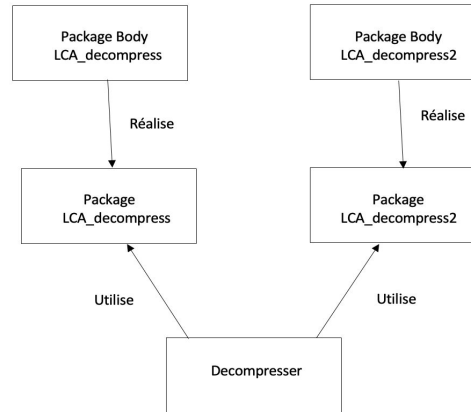 Package Body
LCA_decompress
Package Body
LCA_decompress2
Réalise
Réalise
Package
LCA_decompress
Package
LCA_decompress2
Utilise
Utilise
Decompresser